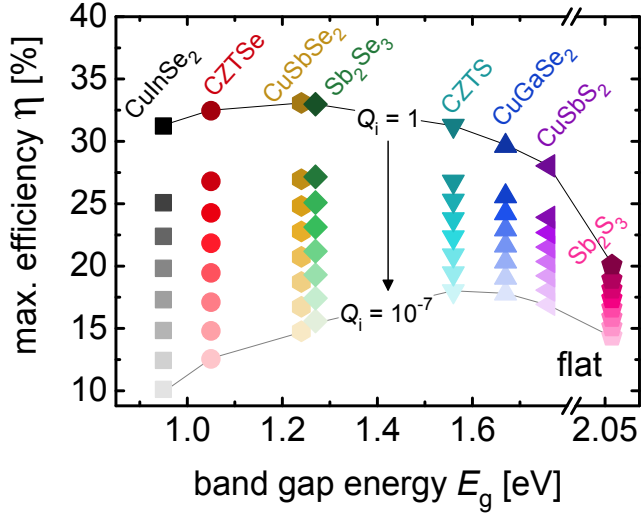 max. efficiency η [%]
40
35
30
25
20
15
10
CuInSe₂
CZTSe
CuSbSe₂
Sb₂Se₃
CZTS
CuGaSe₂
CuSbS₂
Sb₂S₃
Qᵢ = 1
Qᵢ = 10⁻⁷
flat
1.0
1.2
1.4
1.6
2.05
band gap energy E_g [eV]